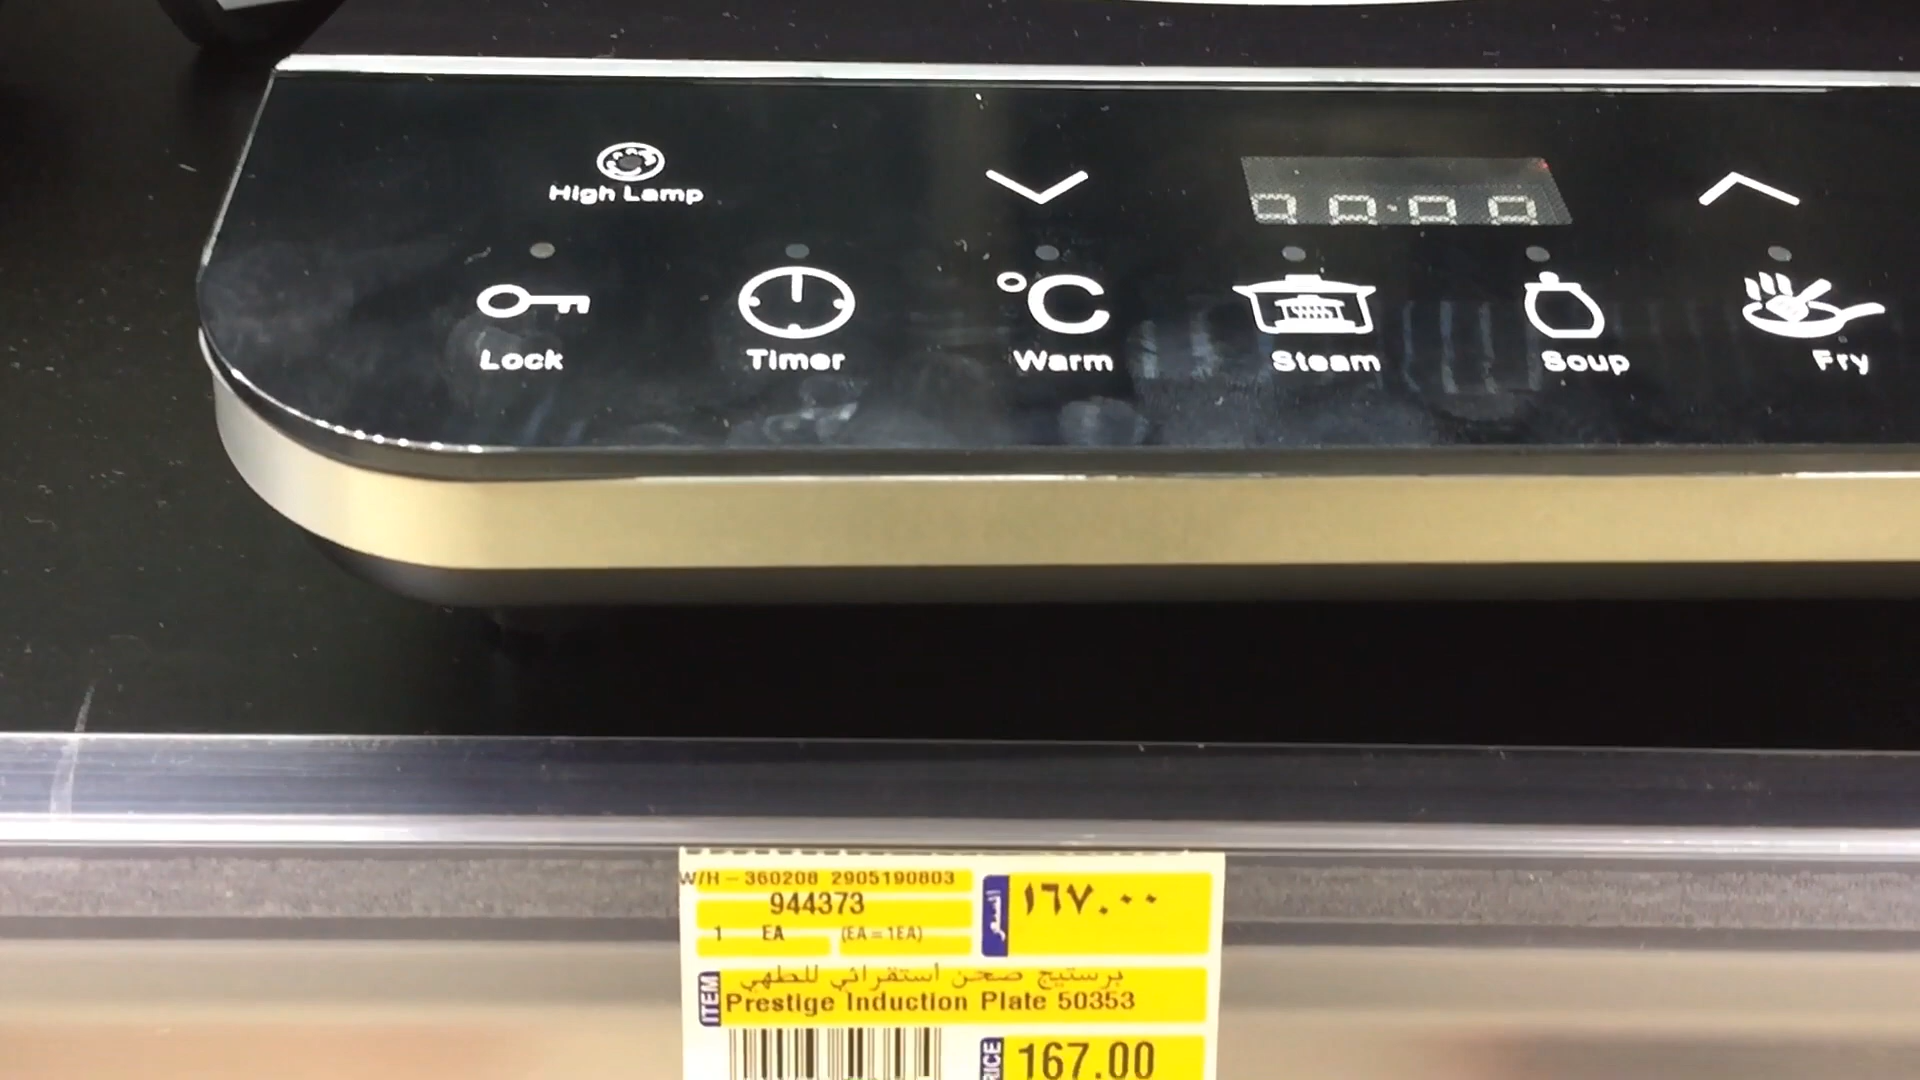 High Lamp
Lock
Timer
°C
Warm
Steam
Soup
Fry
W/H - 360208 2905190803
944373
1 EA (EA = 1EA)
السعر
١٦٧.٠٠
برستيج صحن استقرائي للطهي
ITEM
Prestige Induction Plate 50353
RICE
167.00